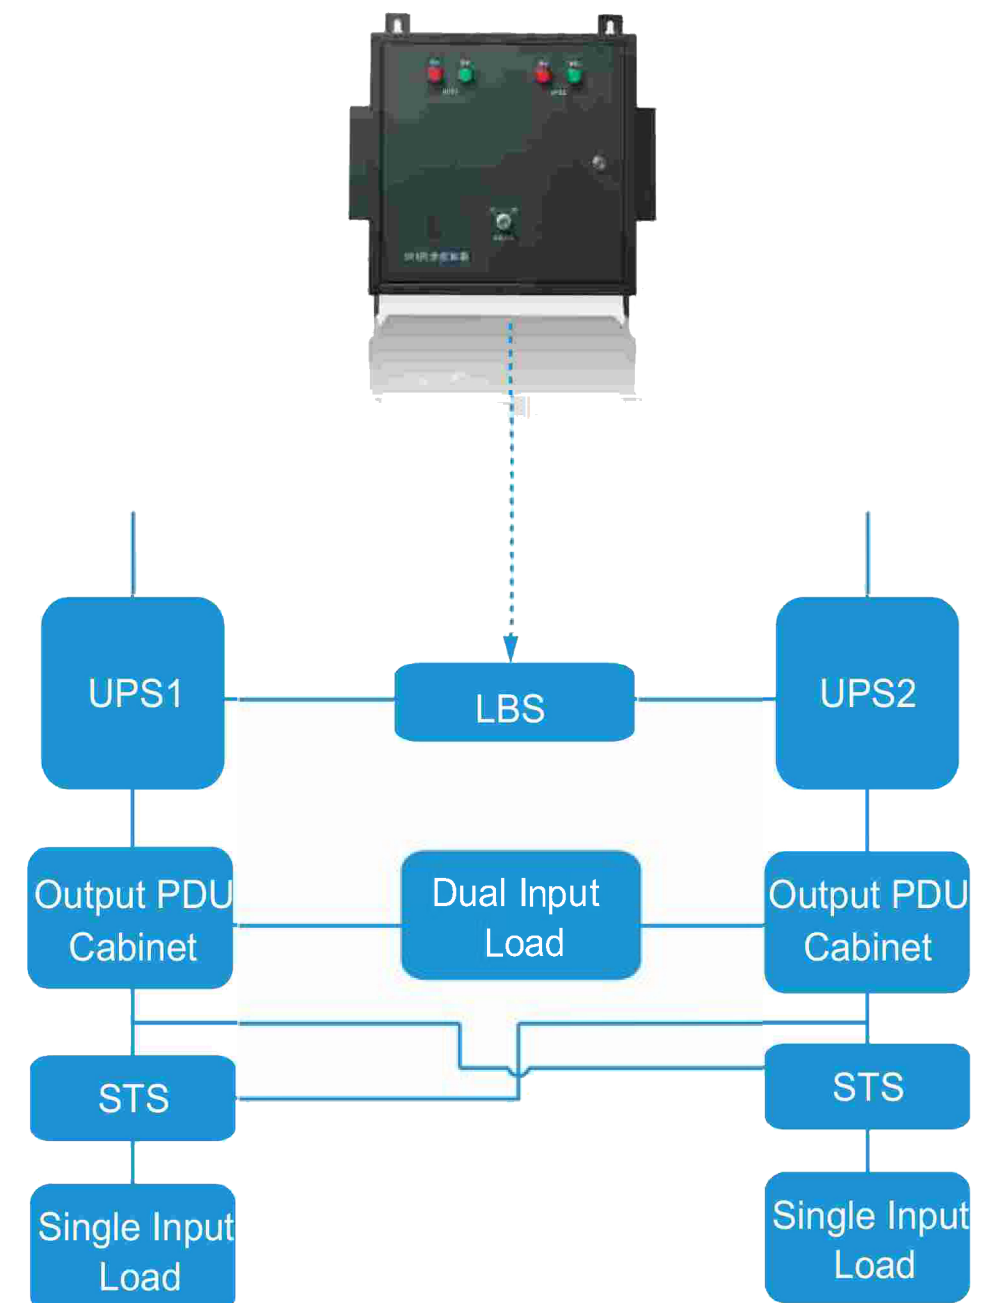 UPS1
LBS
UPS2
Output PDU
Cabinet
Dual Input
Load
Output PDU
Cabinet
STS
STS
Single Input
Load
Single Input
Load